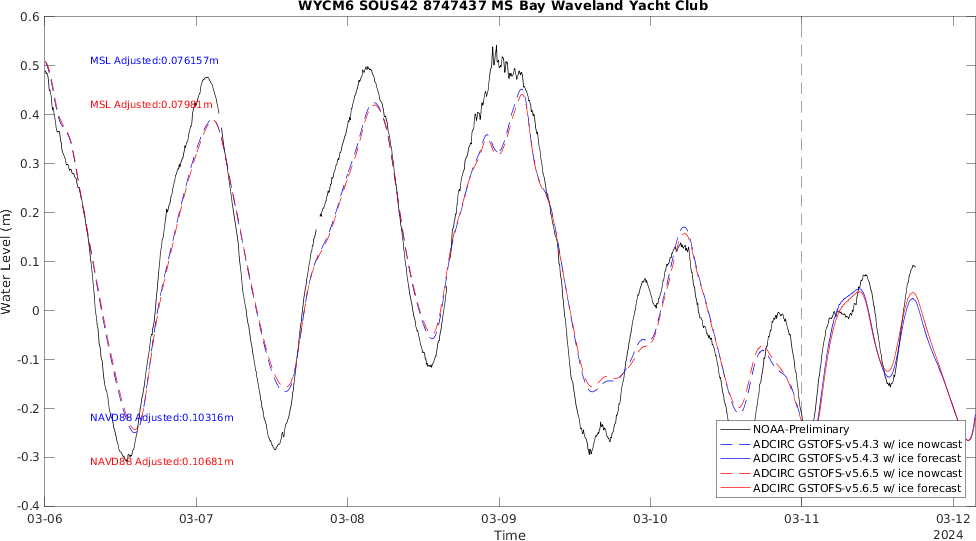 WYCM6 SOUS42 8747437 MS Bay Waveland Yacht Club
0.6
0.5
0.4
0.3
0.2
0.1
0
-0.1
-0.2
-0.3
-0.4
Water Level (m)
MSL Adjusted:0.076157m
MSL Adjusted:0.07981m
NAVD88 Adjusted:0.10316m
NAVD88 Adjusted:0.10681m
NOAA-Preliminary
ADCIRC GSTOFS-v5.4.3 w/ ice nowcast
ADCIRC GSTOFS-v5.4.3 w/ ice forecast
ADCIRC GSTOFS-v5.6.5 w/ ice nowcast
ADCIRC GSTOFS-v5.6.5 w/ ice forecast
03-06 03-07 03-08 03-09 03-10 03-11 03-12
Time
2024